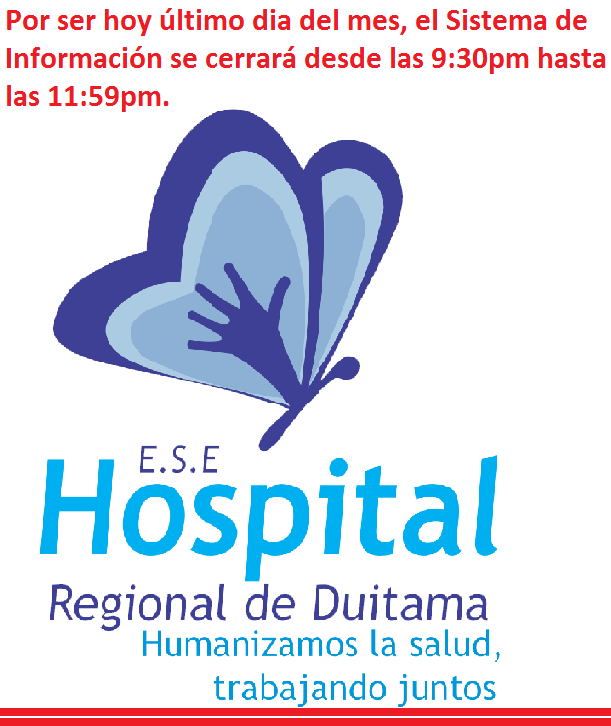 Por ser hoy último dia del mes, el Sistema de
Información se cerrará desde las 9:30pm hasta
las 11:59pm.
E.S.E
Hospital
Regional de Duitama
Humanizamos la salud,
trabajando juntos